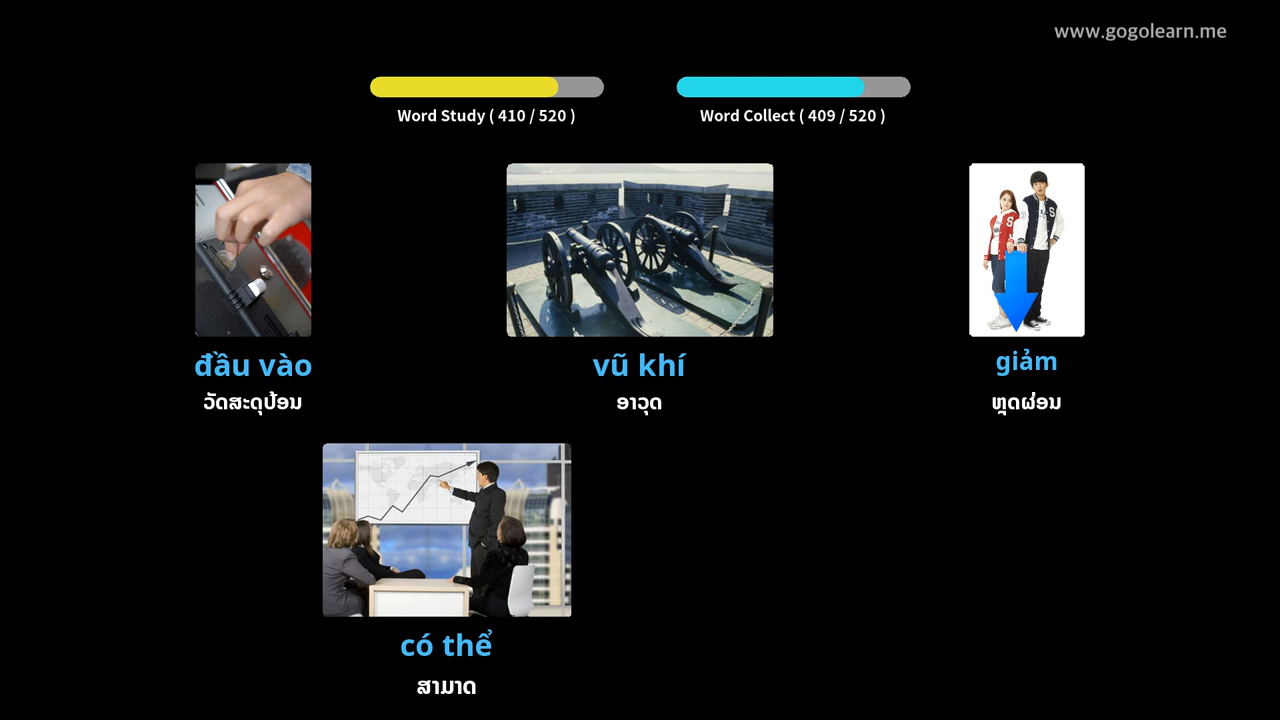 www.gogolearn.me
Word Study ( 410 / 520 )
Word Collect ( 409 / 520 )
đầu vào
ວັດສະດຸປ້ອນ
vũ khí
ອາວຸດ
giảm
ຫຼຸດຜ່ອນ
có thể
ສາມາດ